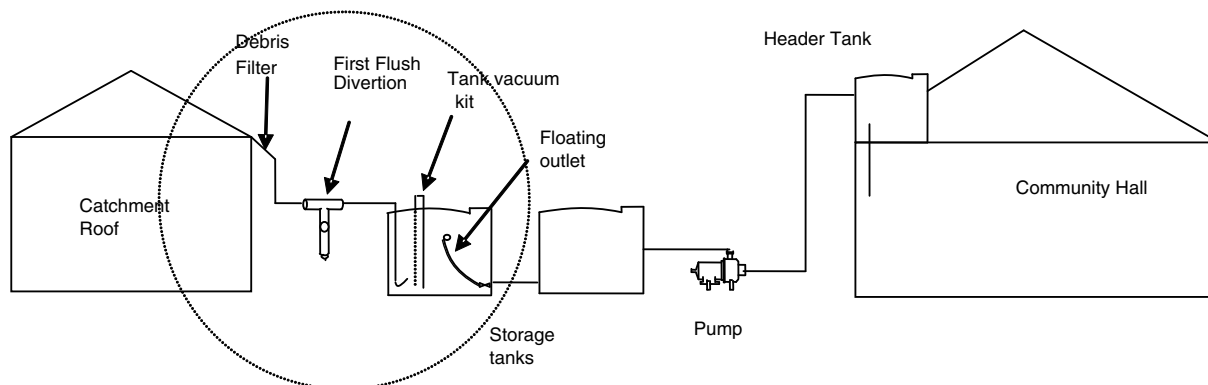 Debris
Filter
First Flush
Divertion
Tank vacuum
kit
Floating
outlet
Header Tank
Catchment
Roof
Community Hall
Storage
tanks
Pump